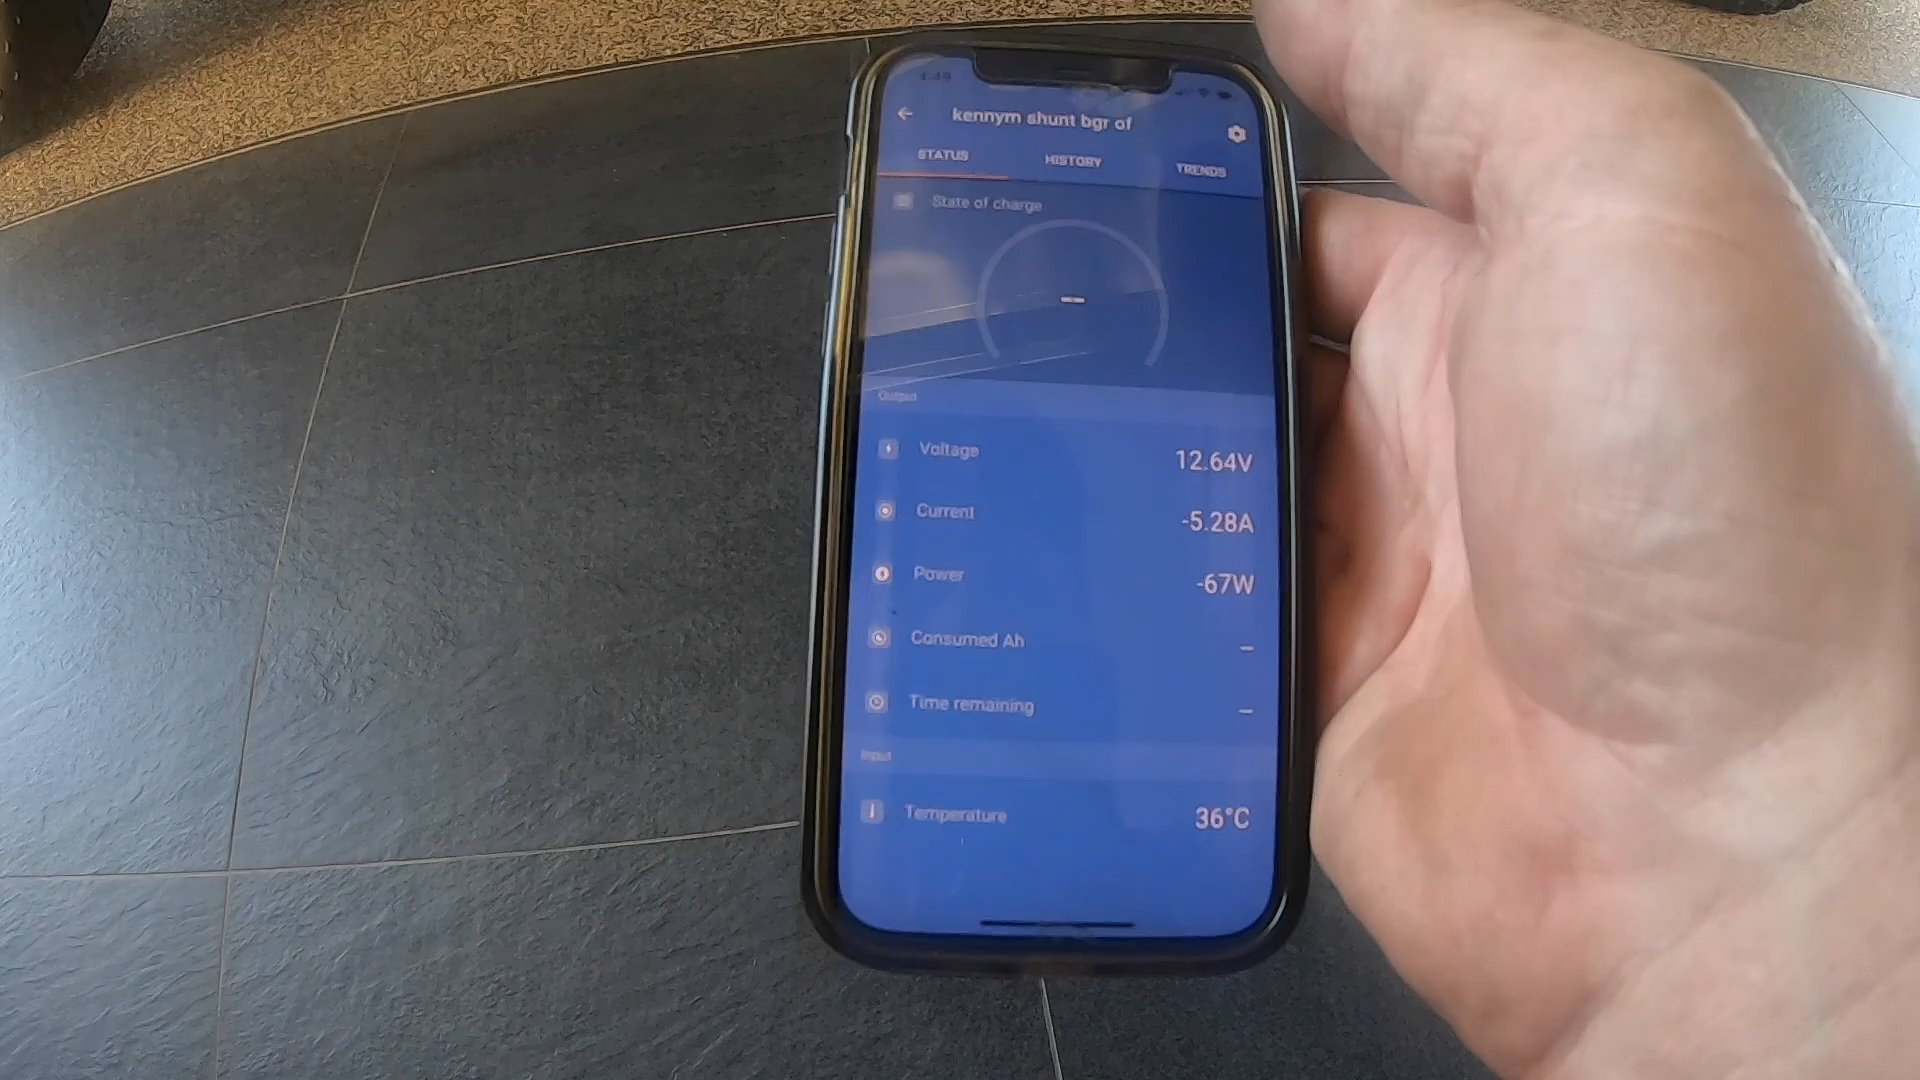 kennym shunt bgr of
STATUS HISTORY TRENDS
State of charge
--
Output
Voltage 12.64V
Current -5.28A
Power -67W
Consumed Ah --
Time remaining --
Input
Temperature 36°C